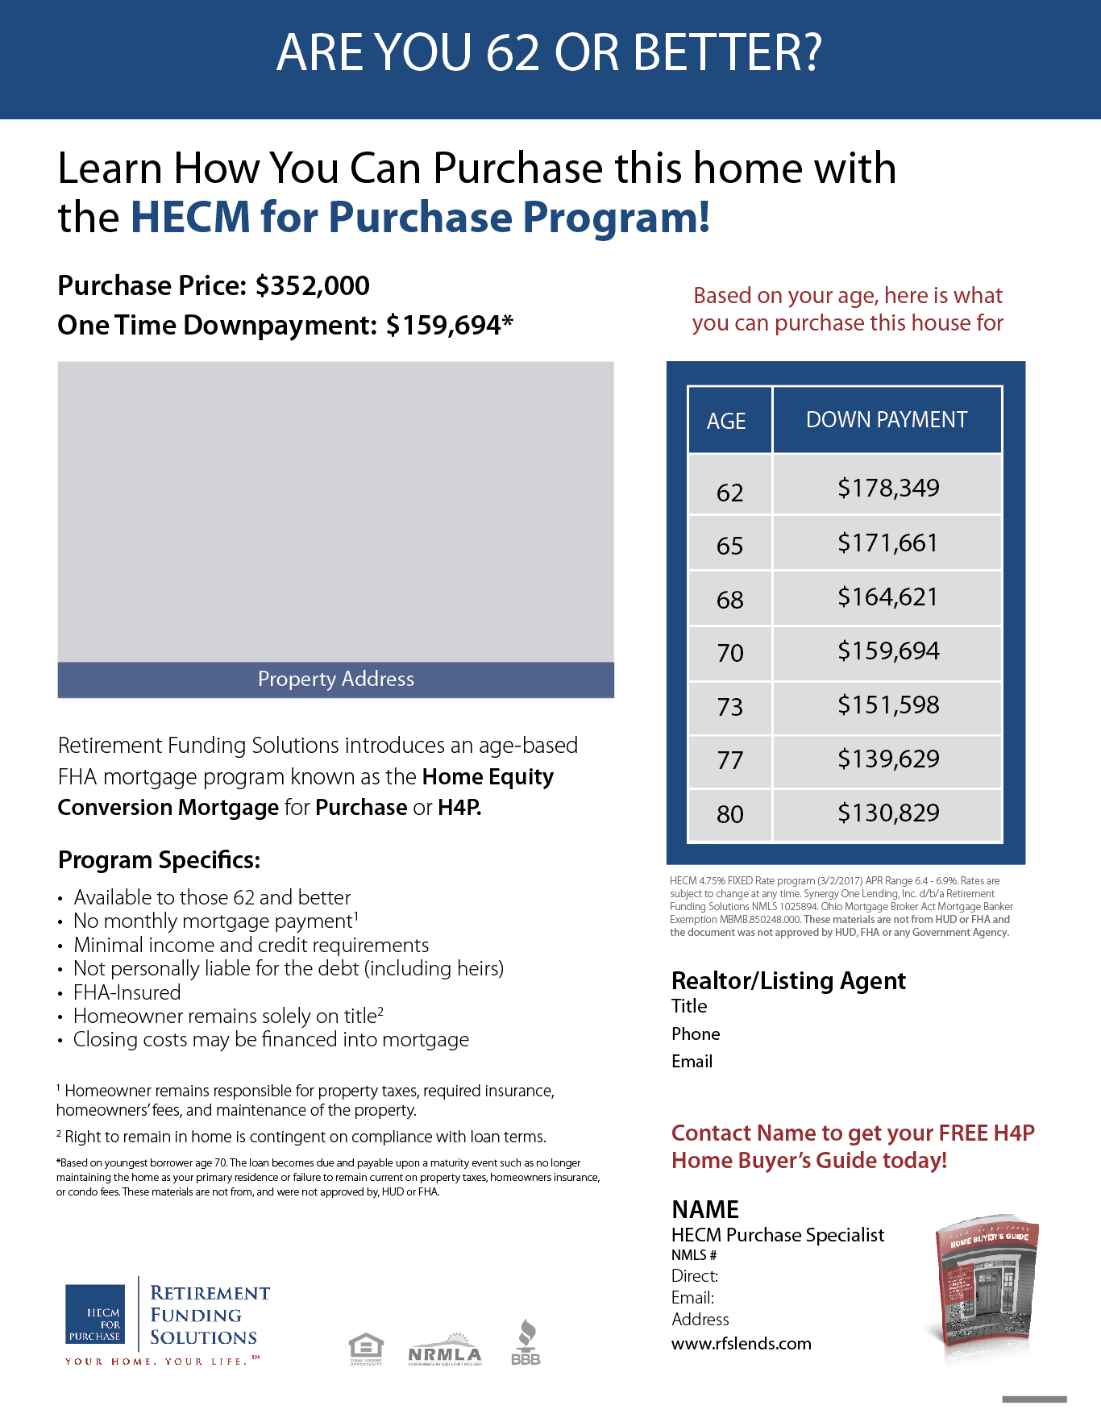 ARE YOU 62 OR BETTER?
Learn How You Can Purchase this home with
the HECM for Purchase Program!
Purchase Price: $352,000
One Time Downpayment: $159,694*
Property Address
Based on your age, here is what
you can purchase this house for
AGE DOWN PAYMENT
62 $178,349
65 $171,661
68 $164,621
70 $159,694
73 $151,598
77 $139,629
80 $130,829
HECM 4.75% FIXED Rate program (3/2/2017) APR Range 6.4 - 6.9%. Rates are
subject to change at any time. Synergy One Lending, Inc. d/b/a Retirement
Funding Solutions NMLS 1025894. Ohio Mortgage Broker Act Mortgage Banker
Exemption MBMB.850248.000. These materials are not from HUD or FHA and
the document was not approved by HUD, FHA or any Government Agency.
Retirement Funding Solutions introduces an age-based
FHA mortgage program known as the Home Equity
Conversion Mortgage for Purchase or H4P.
Program Specifics:
• Available to those 62 and better
• No monthly mortgage payment¹
• Minimal income and credit requirements
• Not personally liable for the debt (including heirs)
• FHA-Insured
• Homeowner remains solely on title²
• Closing costs may be financed into mortgage
¹ Homeowner remains responsible for property taxes, required insurance,
homeowners' fees, and maintenance of the property.
² Right to remain in home is contingent on compliance with loan terms.
*Based on youngest borrower age 70. The loan becomes due and payable upon a maturity event such as no longer
maintaining the home as your primary residence or failure to remain current on property taxes, homeowners insurance,
or condo fees. These materials are not from, and were not approved by, HUD or FHA.
Realtor/Listing Agent
Title
Phone
Email
Contact Name to get your FREE H4P
Home Buyer's Guide today!
NAME
HECM Purchase Specialist
NMLS #
Direct:
Email:
Address
www.rfslends.com
HOME BUYER'S GUIDE
HECM
FOR
PURCHASE
RETIREMENT
FUNDING
SOLUTIONS
YOUR HOME. YOUR LIFE.™
EQUAL HOUSING
OPPORTUNITY
NRMLA
BBB